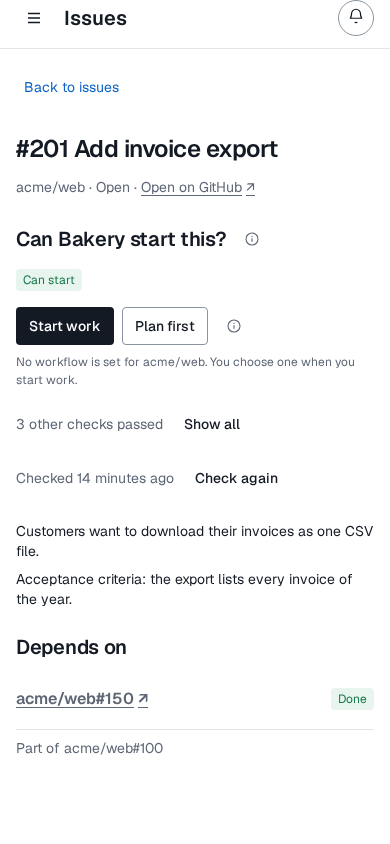 Issues
Back to issues
#201 Add invoice export
acme/web · Open · Open on GitHub
Can Bakery start this?
Can start
Start work
Plan first
No workflow is set for acme/web. You choose one when you
start work.
3 other checks passed
Show all
Checked 14 minutes ago
Check again
Customers want to download their invoices as one CSV
file.
Acceptance criteria: the export lists every invoice of
the year.
Depends on
acme/web#150
Done
Part of acme/web#100